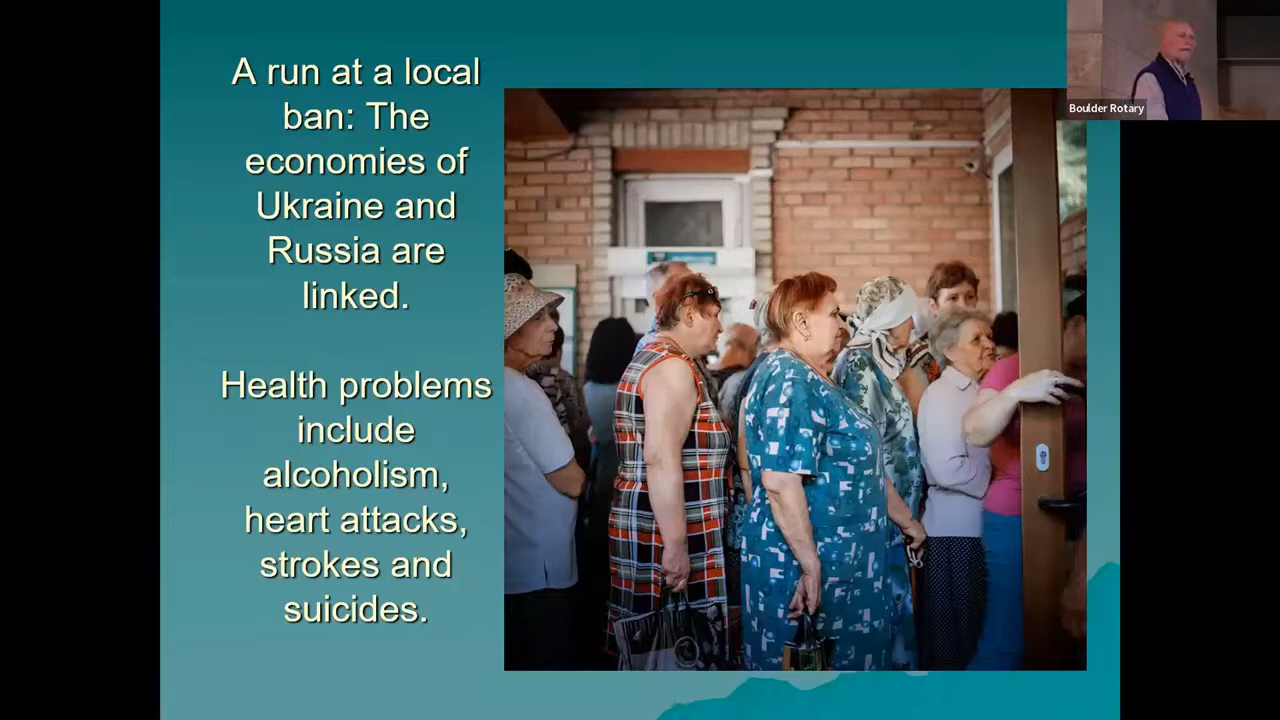 A run at a local
ban: The
economies of
Ukraine and
Russia are
linked.
Health problems
include
alcoholism,
heart attacks,
strokes and
suicides.
Boulder Rotary